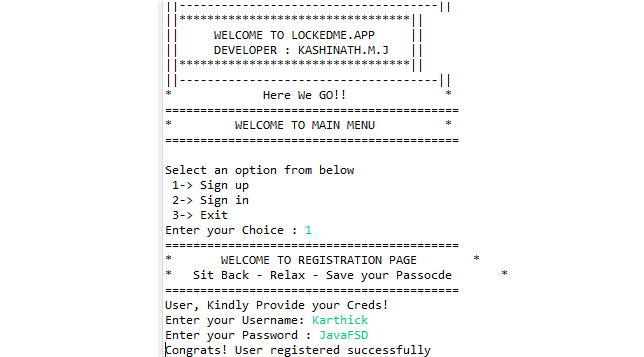 ||-------------------------------------||
||*********************************||
||     WELCOME TO LOCKEDME.APP     ||
||     DEVELOPER : KASHINATH.M.J   ||
||*********************************||
||-------------------------------------||
*             Here We GO!!              *
==========================================
*         WELCOME TO MAIN MENU          *
==========================================
Select an option from below
 1-> Sign up
 2-> Sign in
 3-> Exit
Enter your Choice : 1
==========================================
*       WELCOME TO REGISTRATION PAGE        *
*   Sit Back - Relax - Save your Passocde       *
==========================================
User, Kindly Provide your Creds!
Enter your Username: Karthick
Enter your Password : JavaFSD
Congrats! User registered successfully